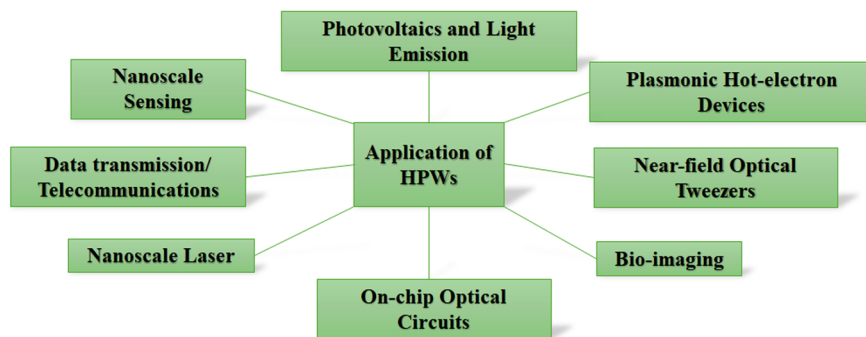 Photovoltaics and Light
Emission
Nanoscale
Sensing
Plasmonic Hot-electron
Devices
Application of
HPWs
Data transmission/
Telecommunications
Near-field Optical
Tweezers
Nanoscale Laser
Bio-imaging
On-chip Optical
Circuits